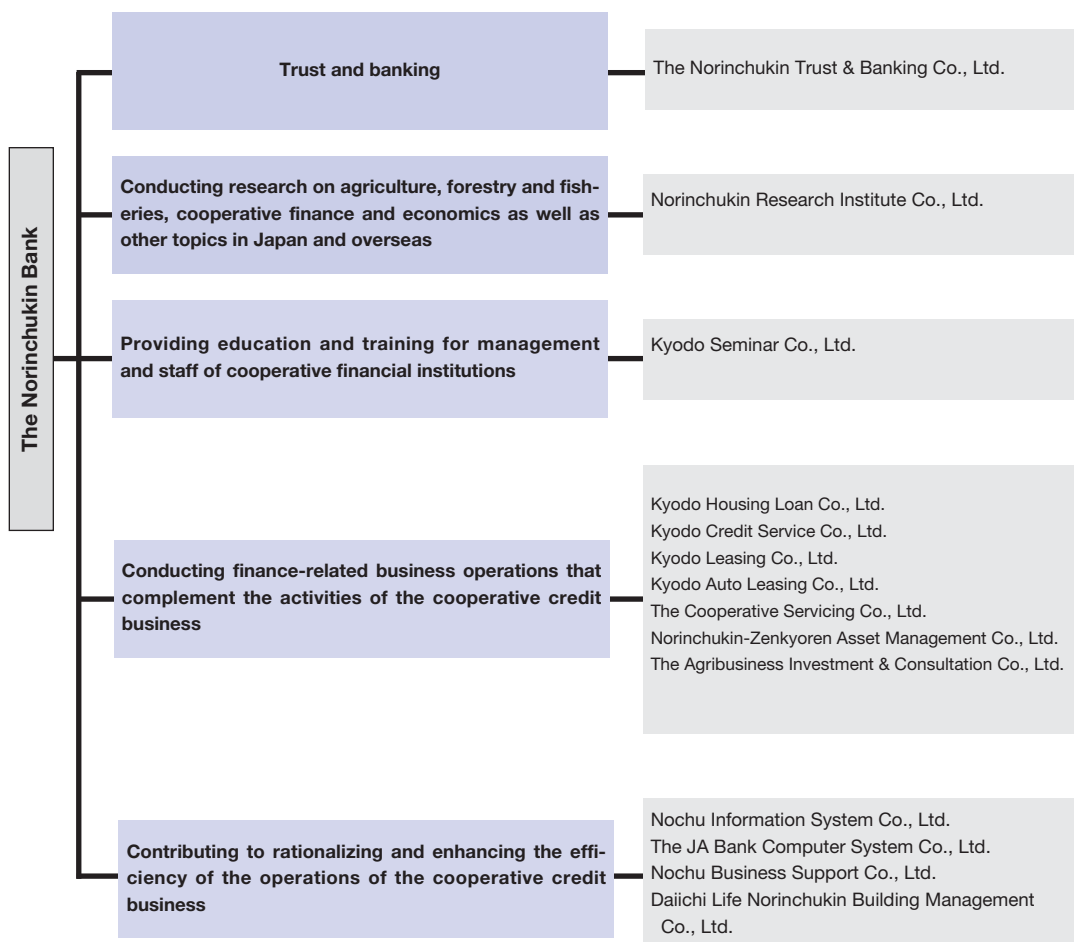 The Norinchukin Bank
Trust and banking
The Norinchukin Trust & Banking Co., Ltd.
Conducting research on agriculture, forestry and fish-
eries, cooperative finance and economics as well as
other topics in Japan and overseas
Norinchukin Research Institute Co., Ltd.
Providing education and training for management
and staff of cooperative financial institutions
Kyodo Seminar Co., Ltd.
Conducting finance-related business operations that
complement the activities of the cooperative credit
business
Kyodo Housing Loan Co., Ltd.
Kyodo Credit Service Co., Ltd.
Kyodo Leasing Co., Ltd.
Kyodo Auto Leasing Co., Ltd.
The Cooperative Servicing Co., Ltd.
Norinchukin-Zenkyoren Asset Management Co., Ltd.
The Agribusiness Investment & Consultation Co., Ltd.
Contributing to rationalizing and enhancing the effi-
ciency of the operations of the cooperative credit
business
Nochu Information System Co., Ltd.
The JA Bank Computer System Co., Ltd.
Nochu Business Support Co., Ltd.
Daiichi Life Norinchukin Building Management
Co., Ltd.